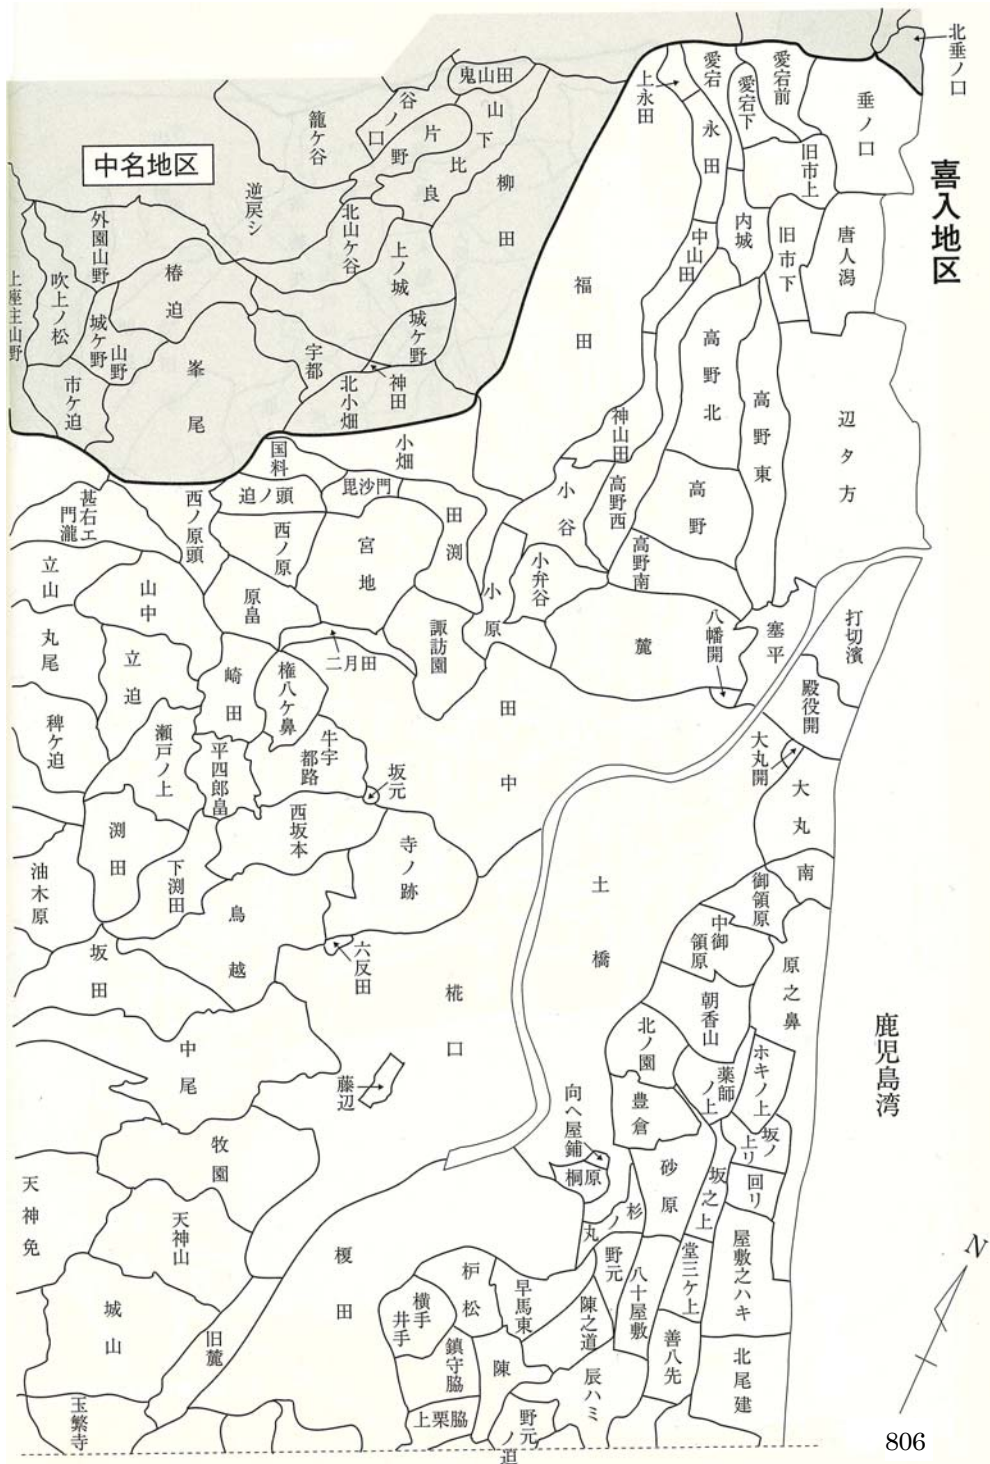 北垂ノ口
喜入地区
鹿児島湾
N
806
中名地区
鬼山田
谷ノ口
片野
山下
比良
柳田
籠ケ谷
逆戻シ
北山ケ谷
上ノ城
城ケ野
外園山野
椿迫
吹上ノ松
城ケ野
山野
上座主山野
市ケ迫
峯尾
宇都
北小畑
神田
上永田
愛宕
愛宕下
愛宕前
垂ノ口
永田
旧市上
内城
中山田
旧市下
唐人潟
福田
高野北
高野東
辺タ方
神山田
小谷
高野西
高野
高野南
小畑
国料
迫ノ頭
毘沙門
田渕
西ノ原頭
西ノ原
宮地
甚右エ門瀧
立山
山中
原畠
小弁谷
小原
諏訪園
麓
八幡開
塞平
打切濱
丸尾
立迫
崎田
権八ケ鼻
二月田
田中
殿役開
稗ケ迫
瀬戸ノ上
平四郎畠
牛宇都路
坂元
大丸開
大丸
渕田
西坂本
寺ノ跡
油木原
下渕田
鳥越
六反田
土橋
南
御領原
中御領原
坂田
椛口
原之鼻
朝香山
中尾
藤辺
北ノ園
ホキノ上
薬師ノ上
豊倉
向ヘ屋鋪
桐原
坂ノ上リ
回リ
牧園
砂原
坂之上
天神免
天神山
杉ノ丸
野元
堂三ケ上
屋敷之ハキ
榎田
枦松
早馬東
八十屋敷
城山
横手井手
陳之道
旧麓
鎮守脇
陳
善八先
北尾建
辰ハミ
玉繁寺
上栗脇
野元ノ迫